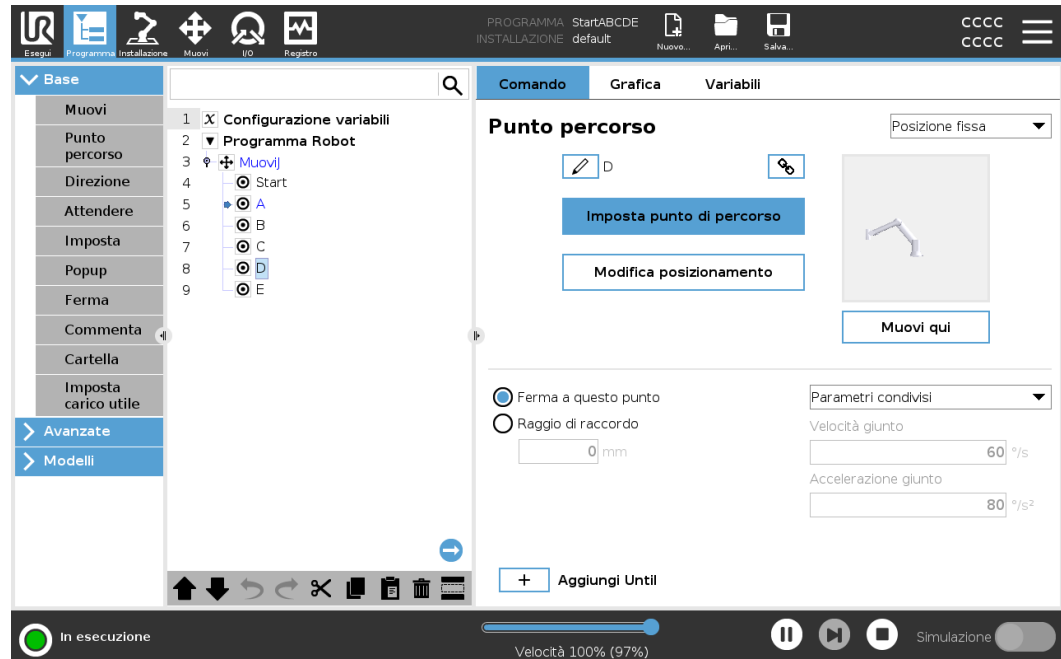 UR
Esegui
Programma
Installazione
Muovi
I/O
Registro
PROGRAMMA StartABCDE
INSTALLAZIONE default
Nuovo...
Apri...
Salva...
CCCC
CCCC
Base
Muovi
Punto
percorso
Direzione
Attendere
Imposta
Popup
Ferma
Commenta
Cartella
Imposta
carico utile
Avanzate
Modelli
1 X Configurazione variabili
2 Programma Robot
3 MuoviJ
4 Start
5 A
6 B
7 C
8 D
9 E
Comando Grafica Variabili
Punto percorso
Posizione fissa
D
Imposta punto di percorso
Modifica posizionamento
Muovi qui
Ferma a questo punto
Raggio di raccordo
0 mm
Parametri condivisi
Velocità giunto
60 °/s
Accelerazione giunto
80 °/s²
+ Aggiungi Until
In esecuzione
Velocità 100% (97%)
Simulazione